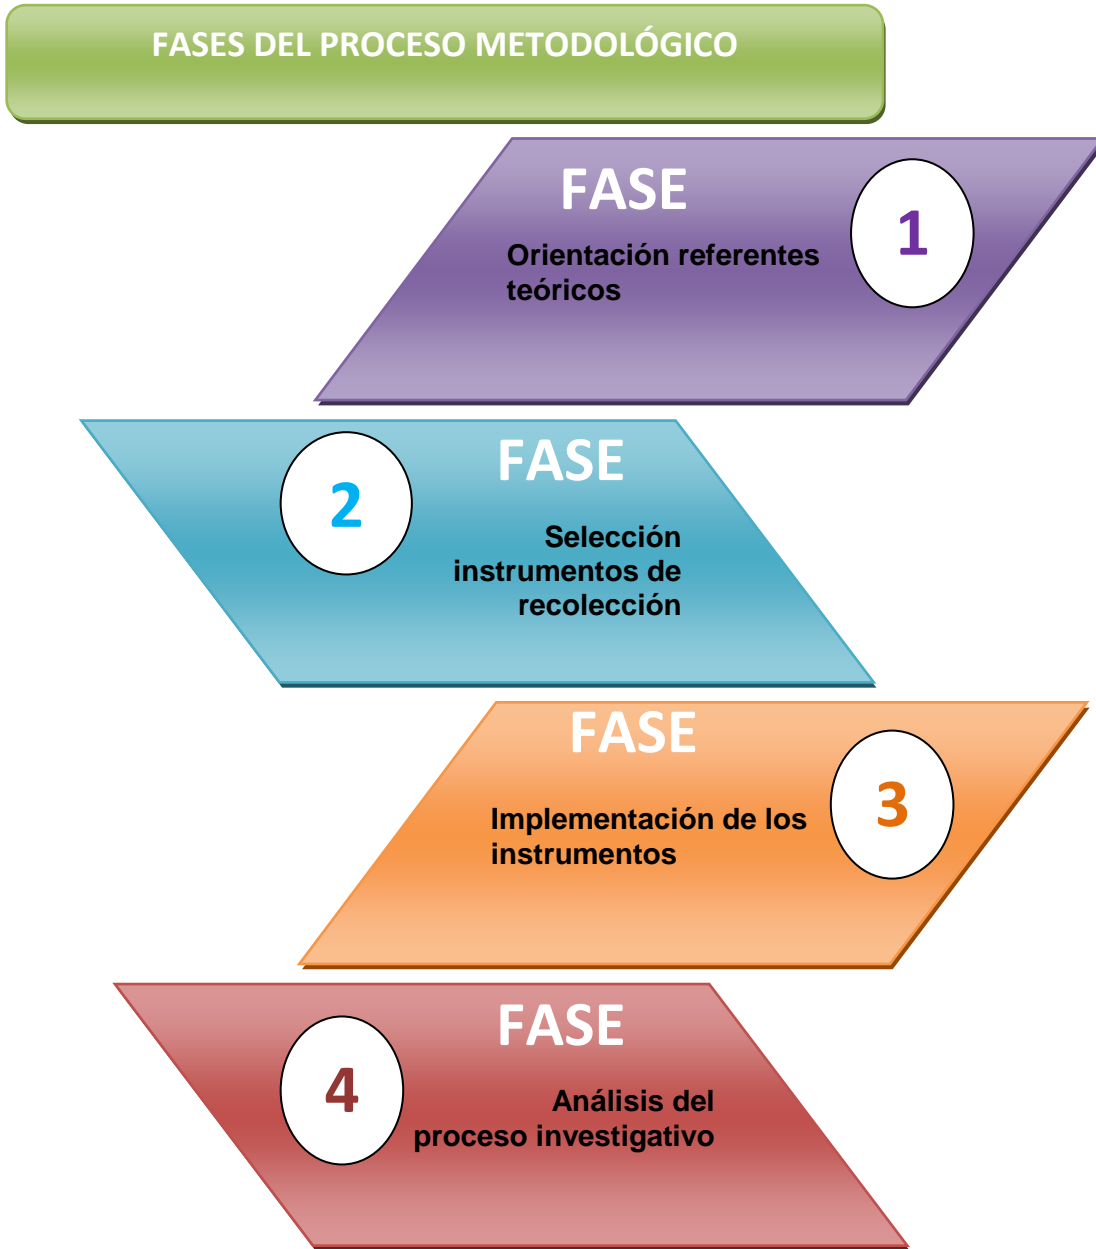 FASES DEL PROCESO METODOLÓGICO
FASE
1
Orientación referentes
teóricos
FASE
2
Selección
instrumentos de
recolección
FASE
3
Implementación de los
instrumentos
FASE
4
Análisis del
proceso investigativo